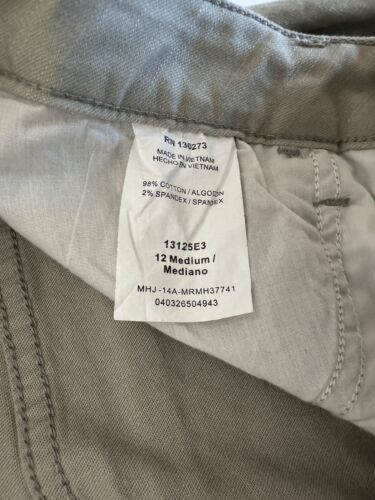 RN 130273
MADE IN VIETNAM
HECHO EN VIETNAM
98% COTTON / ALGODON
2% SPANDEX / SPANDEX
13125E3
12 Medium /
Mediano
MHJ-14A-MRMH37741
040326504943